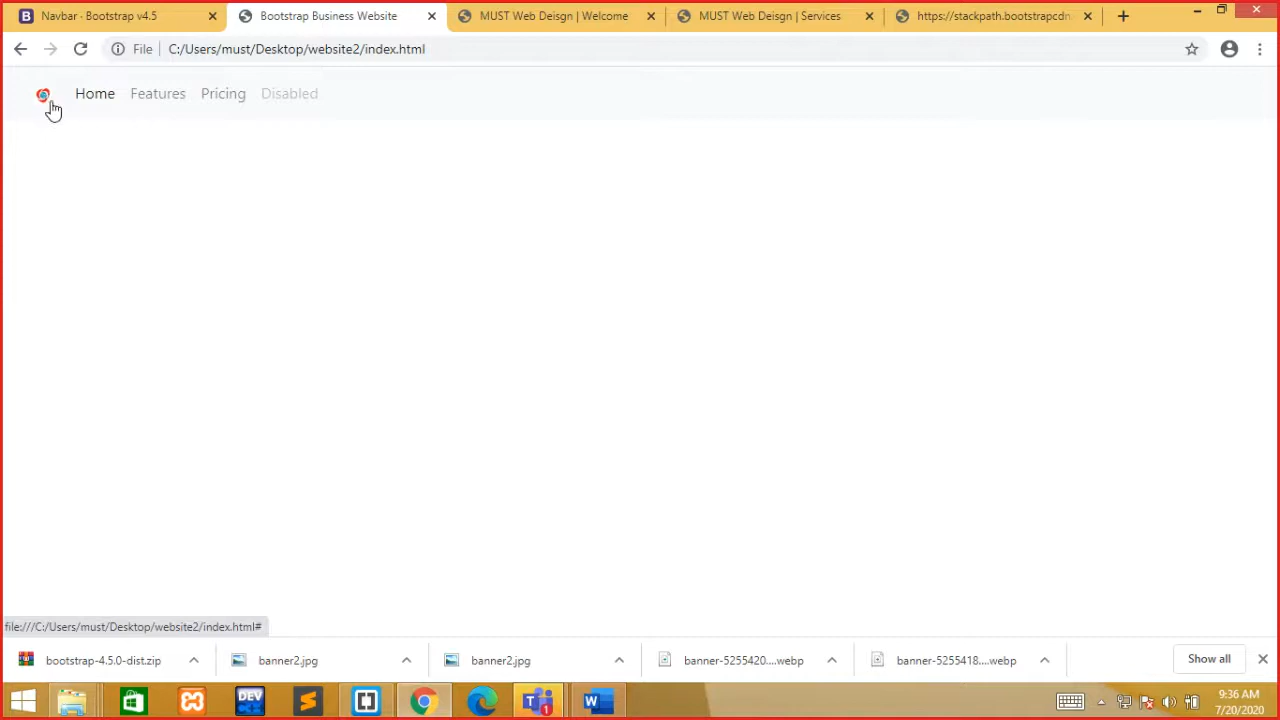 Navbar · Bootstrap v4.5
Bootstrap Business Website
MUST Web Deisgn | Welcome
MUST Web Deisgn | Services
https://stackpath.bootstrapcdn.
File
C:/Users/must/Desktop/website2/index.html
Home Features Pricing Disabled
file:///C:/Users/must/Desktop/website2/index.html#
bootstrap-4.5.0-dist.zip
banner2.jpg
banner2.jpg
banner-5255420....webp
banner-5255418....webp
Show all
DEV
9:36 AM
7/20/2020